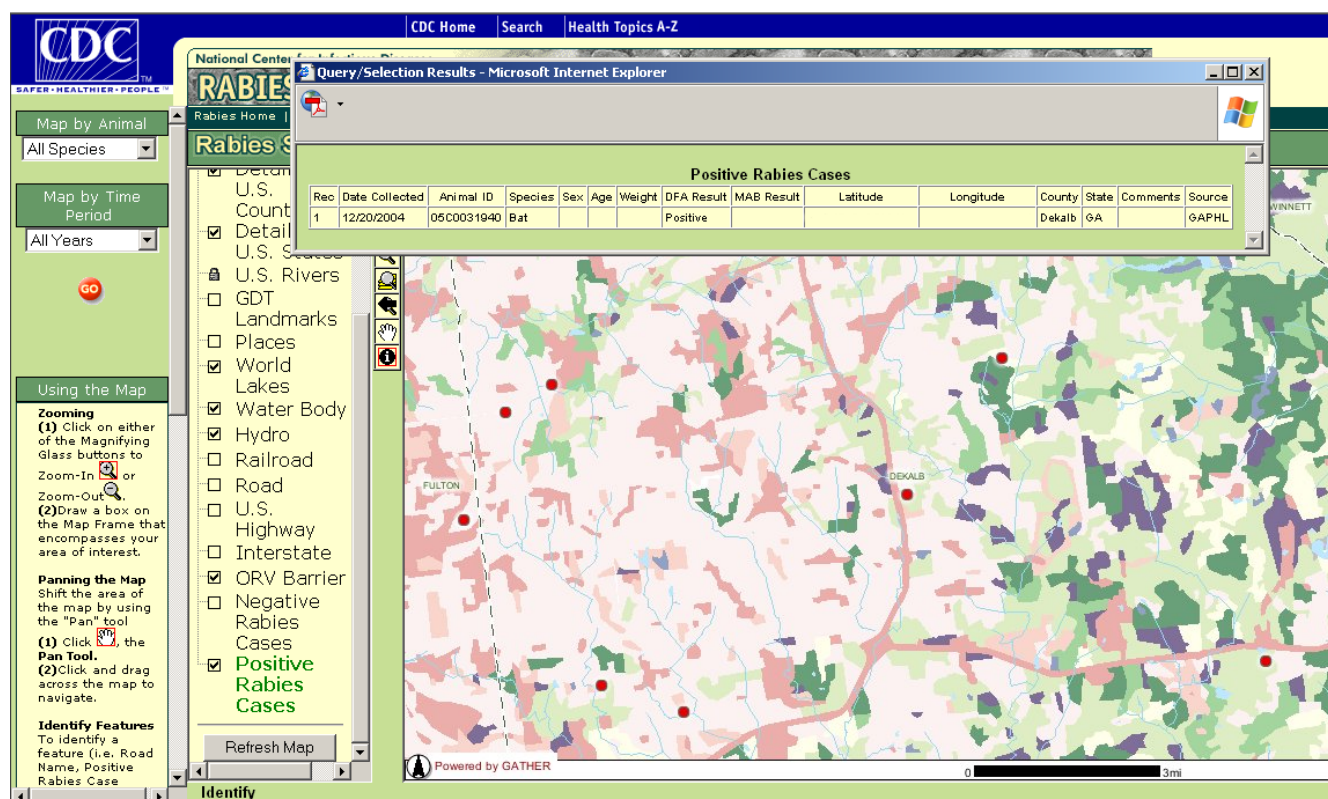 CDC Home Search Health Topics A-Z
CDC
TM
SAFER·HEALTHIER·PEOPLE™
National Center for Infectious Diseases
RABIES
Rabies Home |
Rabies S
Query/Selection Results - Microsoft Internet Explorer
Positive Rabies Cases
Rec Date Collected Animal ID Species Sex Age Weight DFA Result MAB Result Latitude Longitude County State Comments Source
1 12/20/2004 05C0031940 Bat Positive Dekalb GA GAPHL
Map by Animal
All Species
Map by Time
Period
All Years
GO
Using the Map
Zooming
(1) Click on either
of the Magnifying
Glass buttons to
Zoom-In or
Zoom-Out.
(2)Draw a box on
the Map Frame that
encompasses your
area of interest.
Panning the Map
Shift the area of
the map by using
the "Pan" tool
(1) Click , the
Pan Tool.
(2)Click and drag
across the map to
navigate.
Identify Features
To identify a
feature (i.e. Road
Name, Positive
Rabies Case
U.S.
Count
Detail
U.S. States
U.S. Rivers
GDT
Landmarks
Places
World
Lakes
Water Body
Hydro
Railroad
Road
U.S.
Highway
Interstate
ORV Barrier
Negative
Rabies
Cases
Positive
Rabies
Cases
Refresh Map
Identify
WINNETT
FULTON
DEKALB
Powered by GATHER
0 3mi